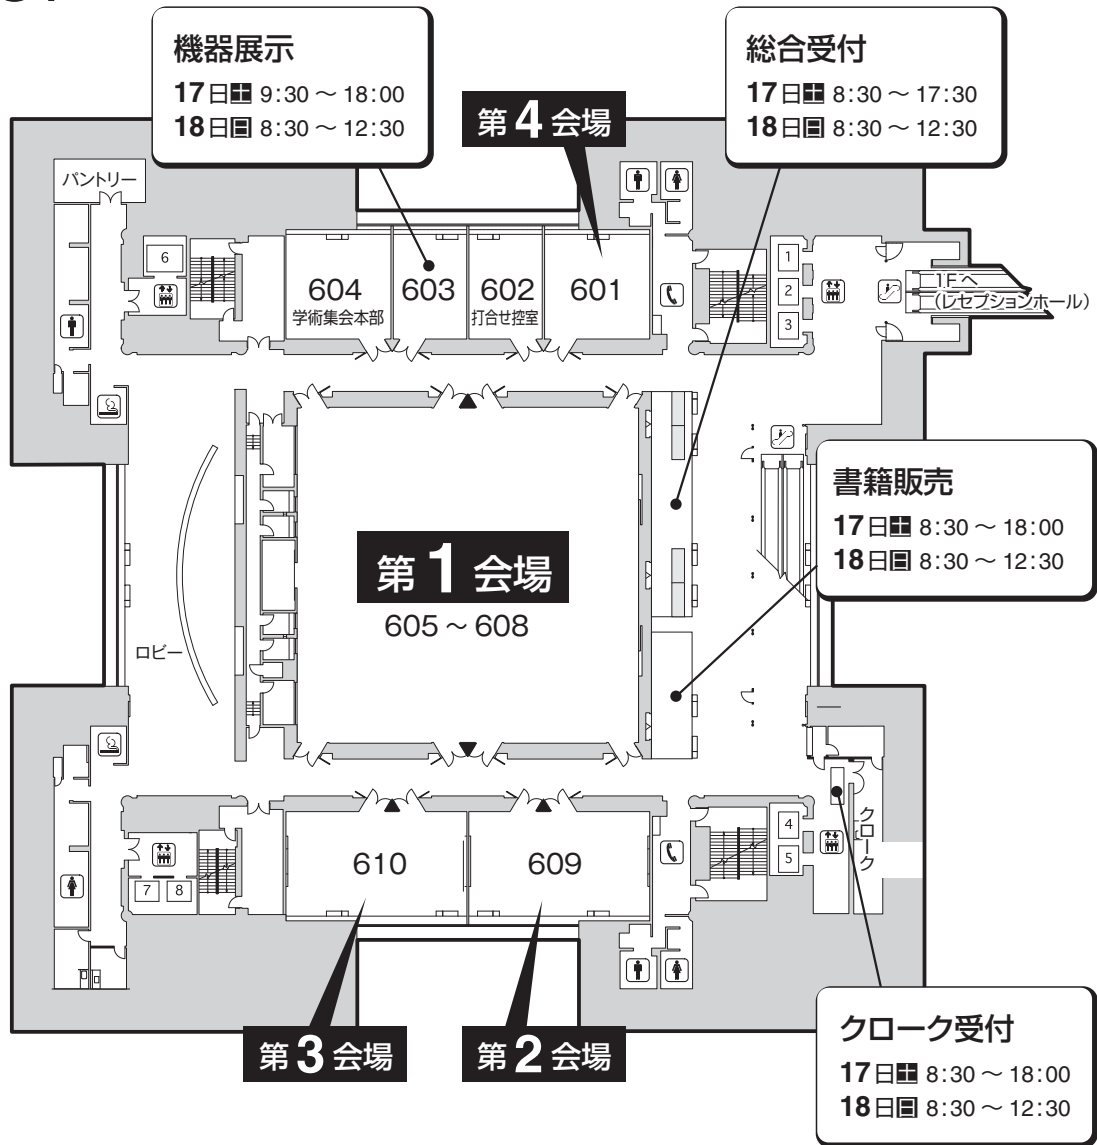 機器展示
17日土 9:30 ～ 18:00
18日日 8:30 ～ 12:30
総合受付
17日土 8:30 ～ 17:30
18日日 8:30 ～ 12:30
第4会場
パントリー
6
604
学術集会本部
603
602
打合せ控室
601
1
2
3
1Fへ
(レセプションホール)
書籍販売
17日土 8:30 ～ 18:00
18日日 8:30 ～ 12:30
第1会場
605 ～ 608
ロビー
クローク
4
5
7
8
610
609
第3会場
第2会場
クローク受付
17日土 8:30 ～ 18:00
18日日 8:30 ～ 12:30